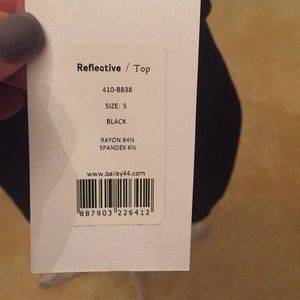 Reflective / Top
410-B838
SIZE: S
BLACK
RAYON 94%
SPANDEX 6%
www.bailey44.com
887903 226412